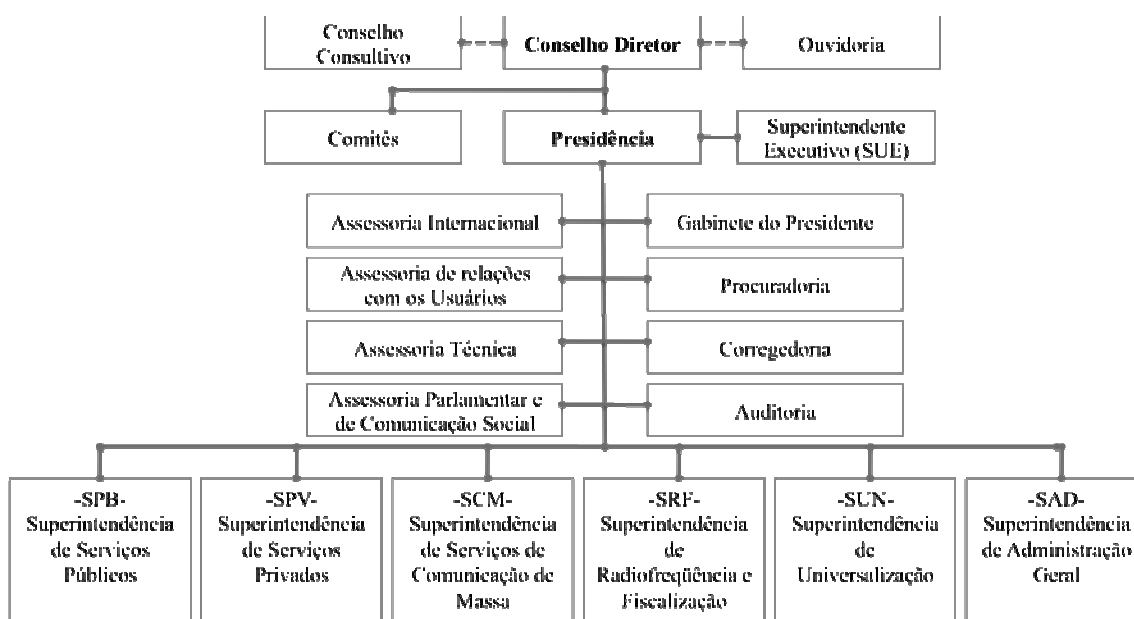 Conselho
Consultivo
Conselho Diretor
Ouvidoria
Comitês
Presidência
Superintendente
Executivo (SUE)
Assessoria Internacional
Gabinete do Presidente
Assessoria de relações
com os Usuários
Procuradoria
Assessoria Técnica
Corregedoria
Assessoria Parlamentar e
de Comunicação Social
Auditoria
-SPB-
Superintendência
de Serviços
Públicos
-SPV-
Superintendência
de Serviços
Privados
-SCM-
Superintendência
de Serviços de
Comunicação de
Massa
-SRF-
Superintendência
de
Radiofreqüência e
Fiscalização
-SUN-
Superintendência
de
Universalização
-SAD-
Superintendência
de Administração
Geral